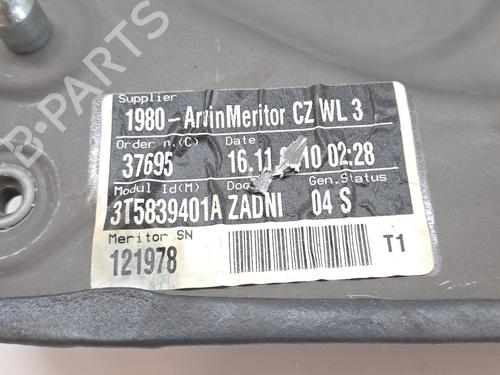 Supplier
1980-ArvinMeritor CZ WL 3
Order n.(C) Date
37695 16.11 10 02:28
Modul Id(M) Gen.Status
3T5839401A ZADNI 04 S
Meritor SN
121978 T1
B-PARTS